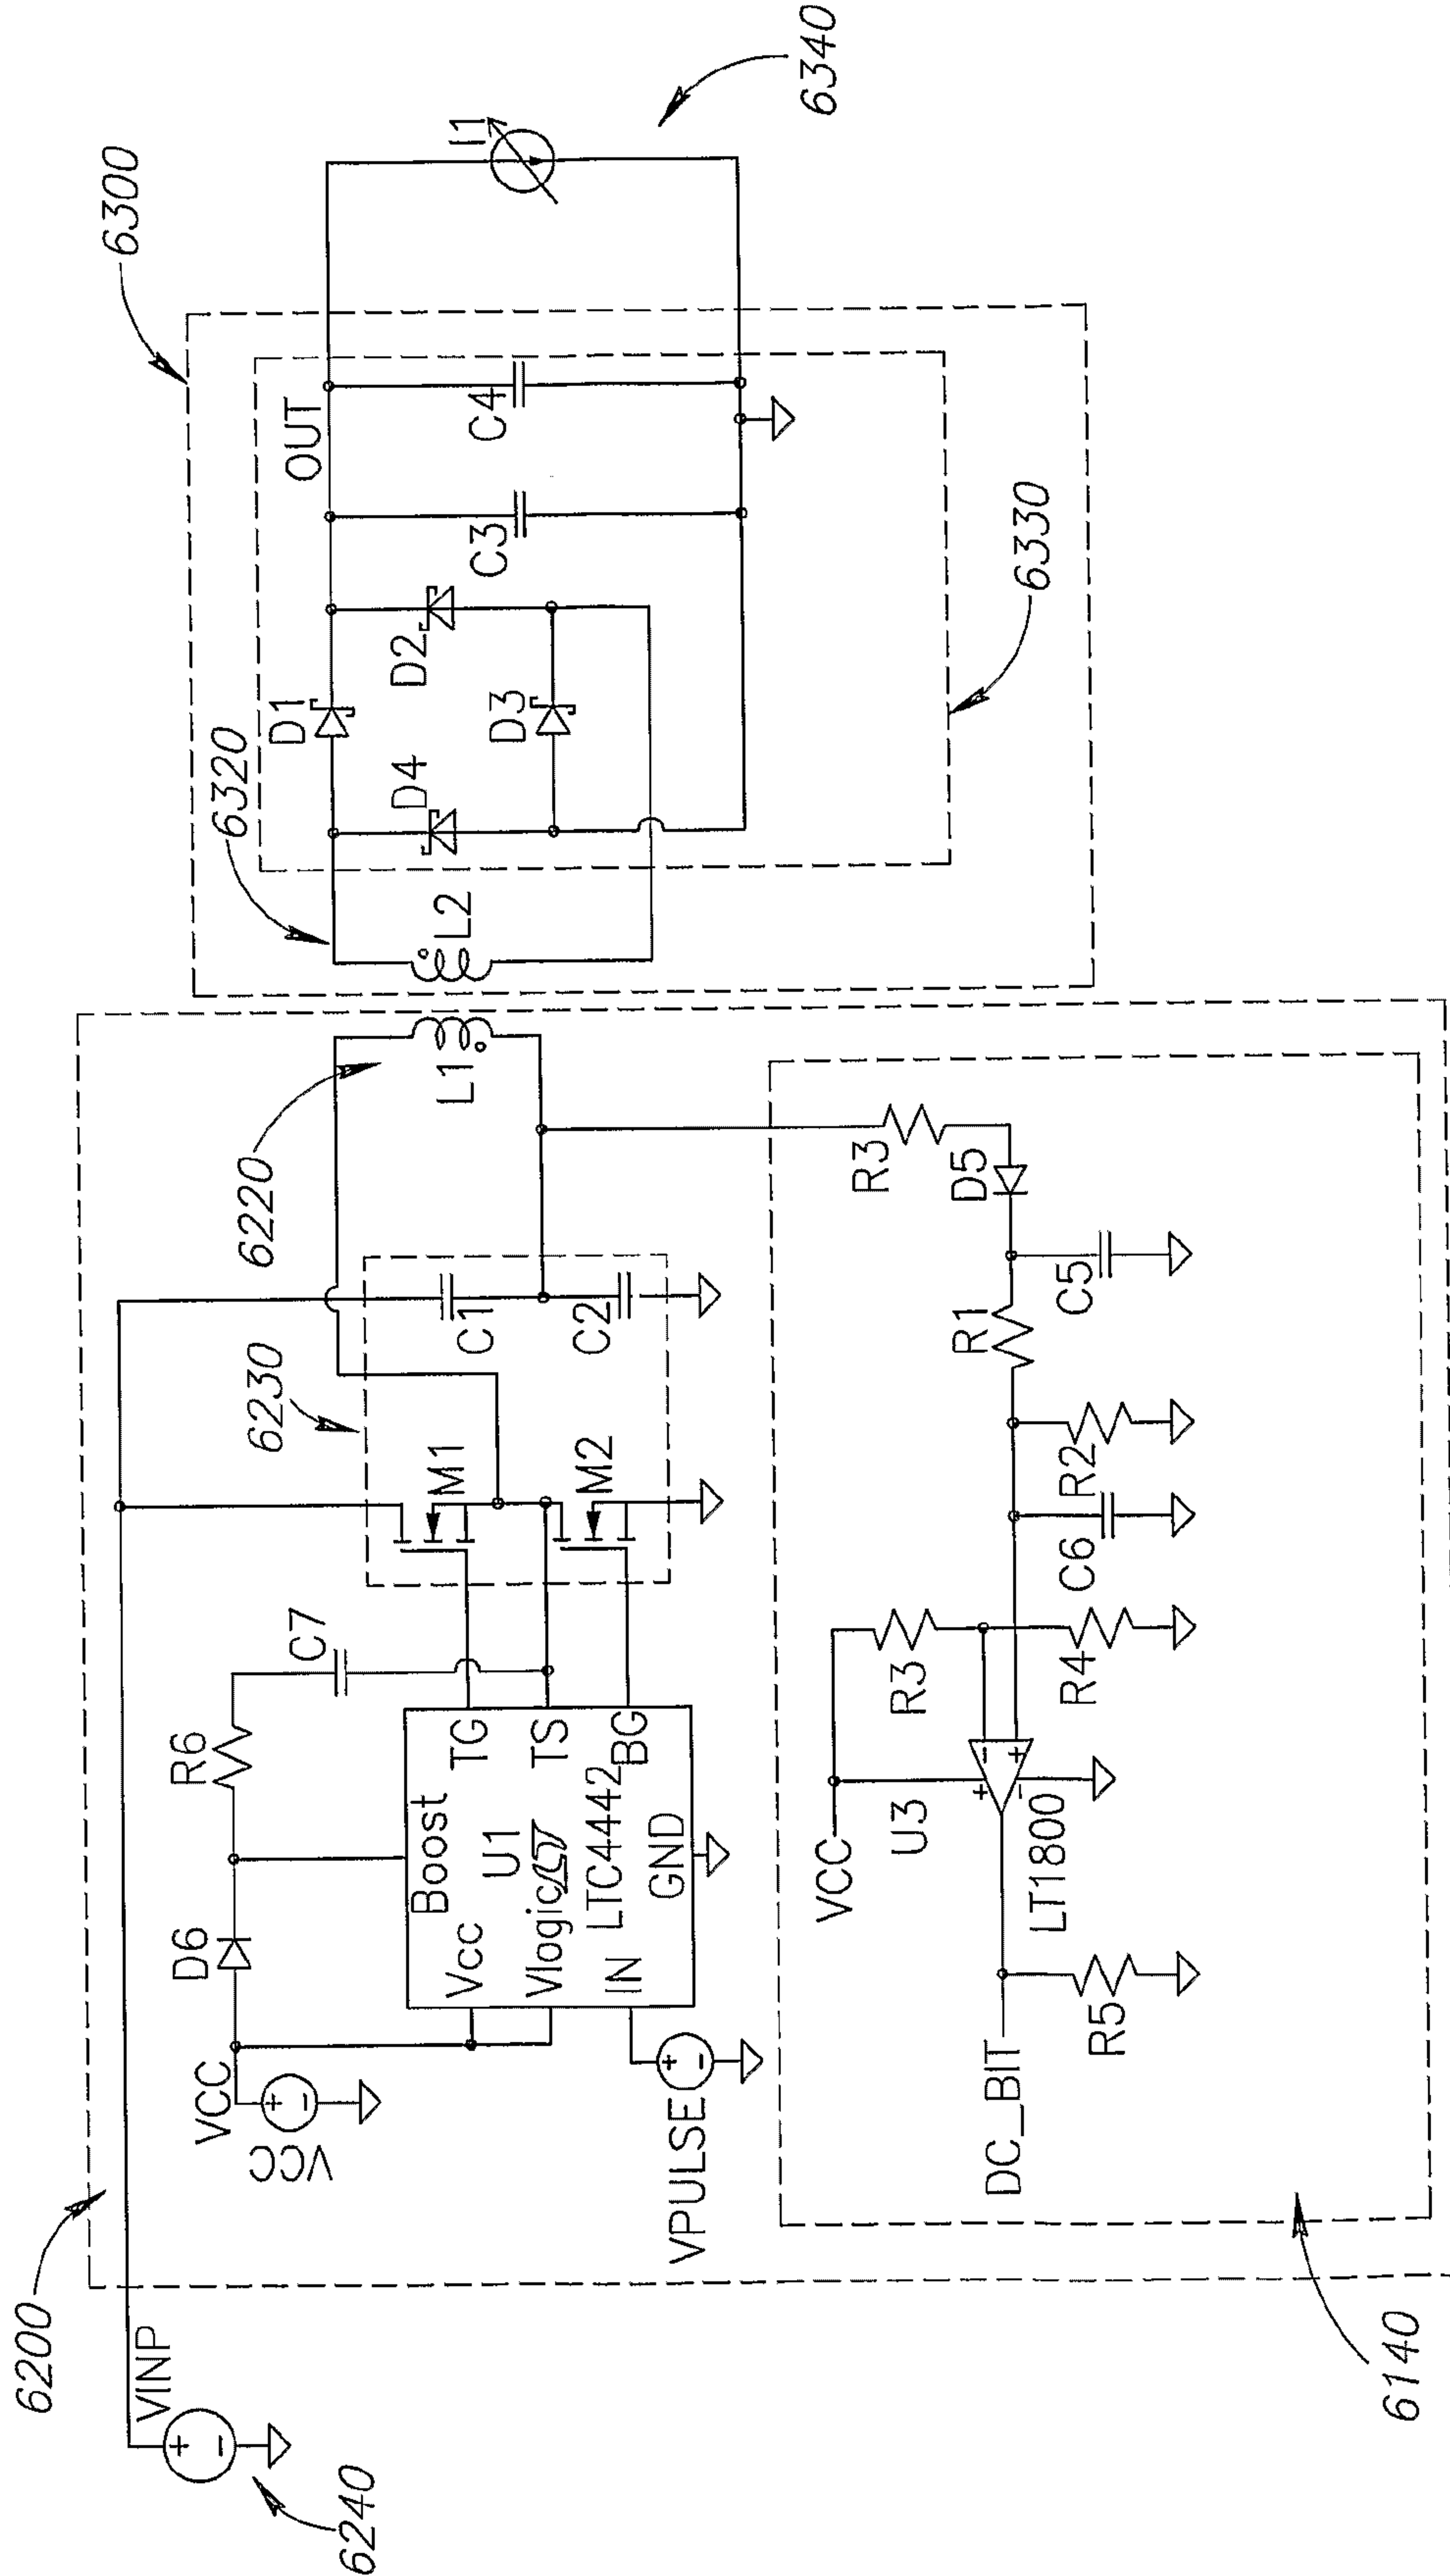 6200
6240
VINP
VCC
VCC
D6
R6
C7
Boost
Vcc
U1
Vlogic
LTC4442
IN
GND
TG
TS
BG
VPULSE
6230
M1
M2
C1
C2
6220
L1
6320
L2
6300
D1
D4
D2
D3
OUT
C3
C4
I1
6340
6330
R3
D5
C5
R1
R2
C6
R3
R4
VCC
U3
LT1800
DC_BIT
R5
6140